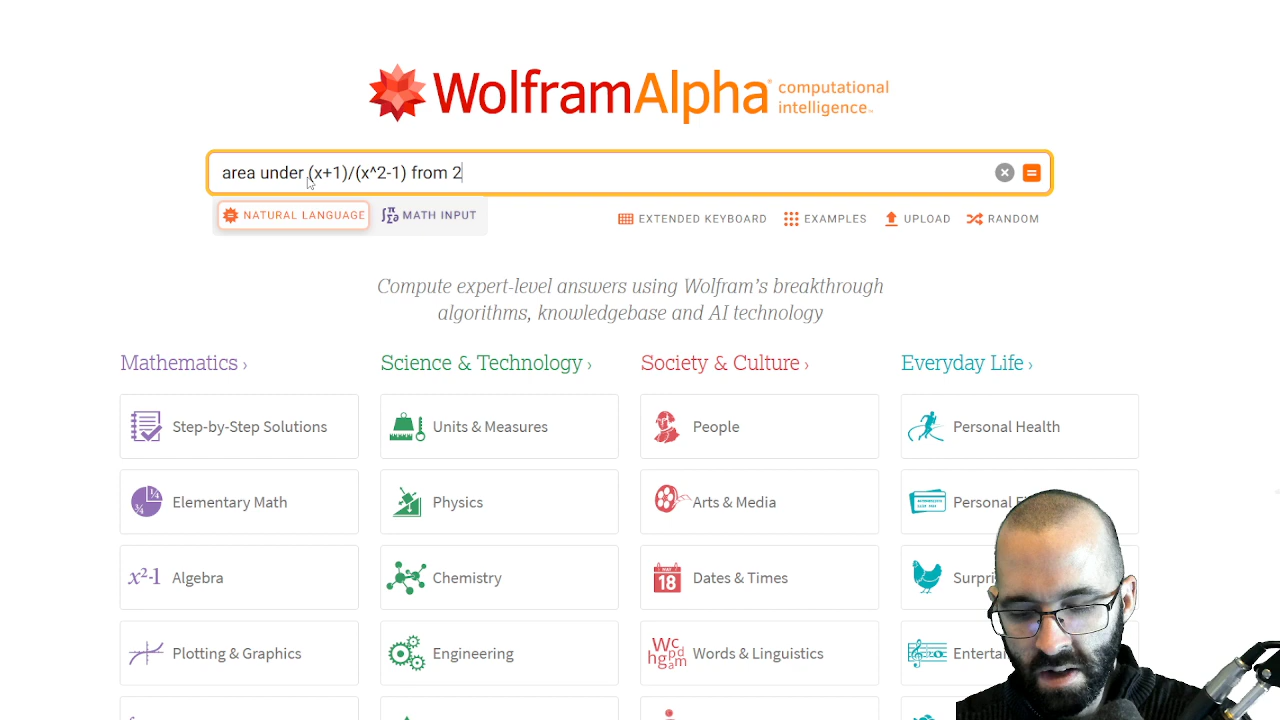 WolframAlpha® computational
intelligence™
area under (x+1)/(x^2-1) from 2
NATURAL LANGUAGE
MATH INPUT
EXTENDED KEYBOARD
EXAMPLES
UPLOAD
RANDOM
Compute expert-level answers using Wolfram’s breakthrough
algorithms, knowledgebase and AI technology
Mathematics ›
Science & Technology ›
Society & Culture ›
Everyday Life ›
Step-by-Step Solutions
Units & Measures
People
Personal Health
Elementary Math
Physics
Arts & Media
Personal
x²-1 Algebra
Chemistry
MAY
18
Dates & Times
Plotting & Graphics
Engineering
Words & Linguistics